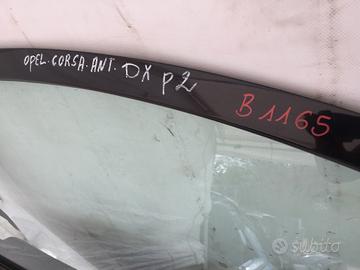 OPEL.CORSA.ANT. DX P2
B1165
subito